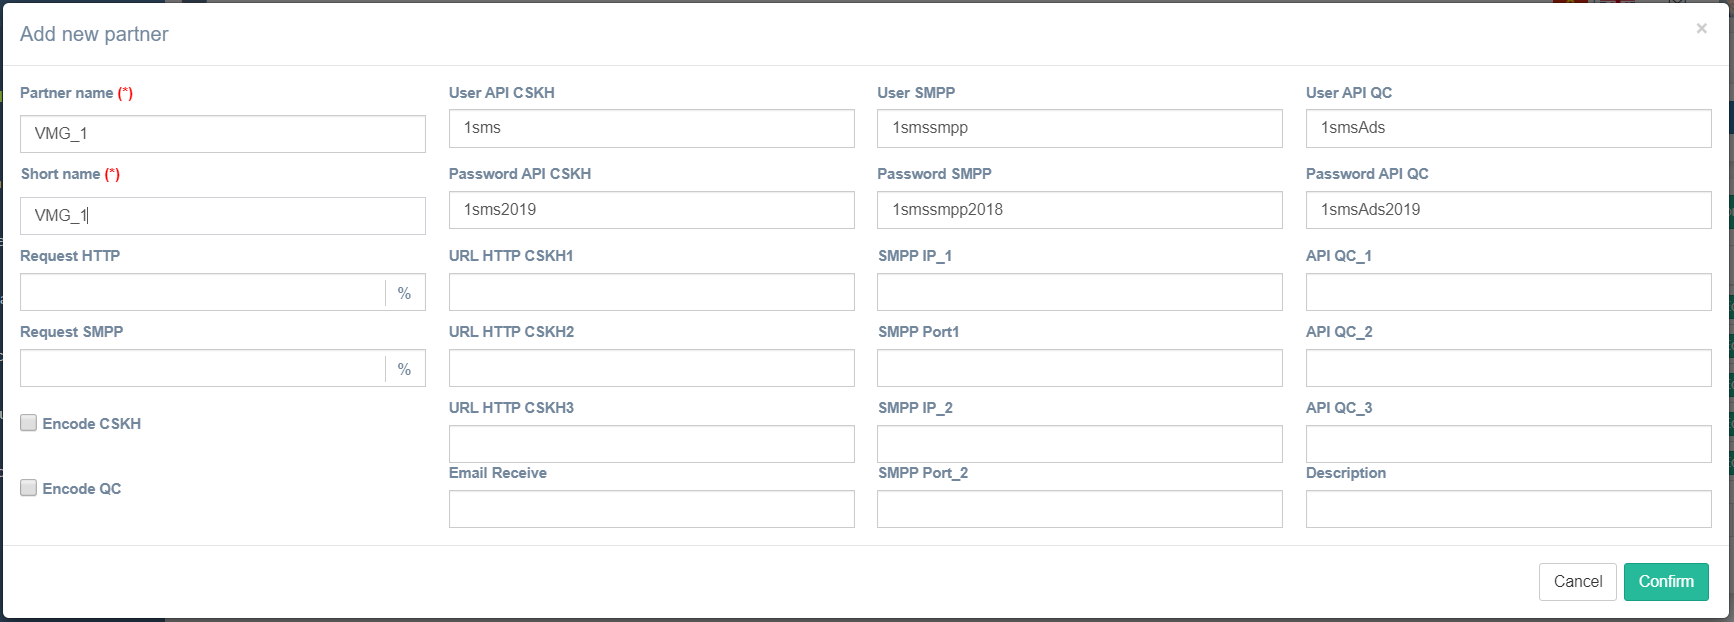 Add new partner
×
Partner name (*)
User API CSKH
User SMPP
User API QC
VMG_1
1sms
1smssmpp
1smsAds
Short name (*)
Password API CSKH
Password SMPP
Password API QC
VMG_1
1sms2019
1smssmpp2018
1smsAds2019
Request HTTP
URL HTTP CSKH1
SMPP IP_1
API QC_1
%
Request SMPP
URL HTTP CSKH2
SMPP Port1
API QC_2
%
URL HTTP CSKH3
SMPP IP_2
API QC_3
Encode CSKH
Email Receive
SMPP Port_2
Description
Encode QC
Cancel
Confirm